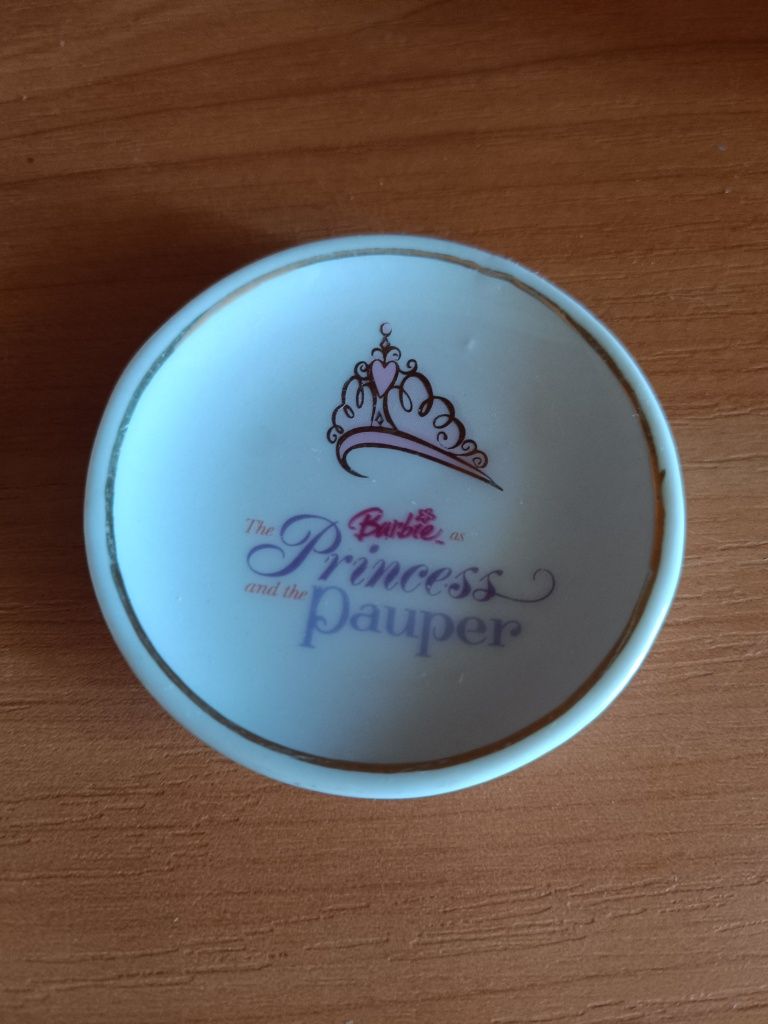 Barbie as
The Princess
and the Pauper